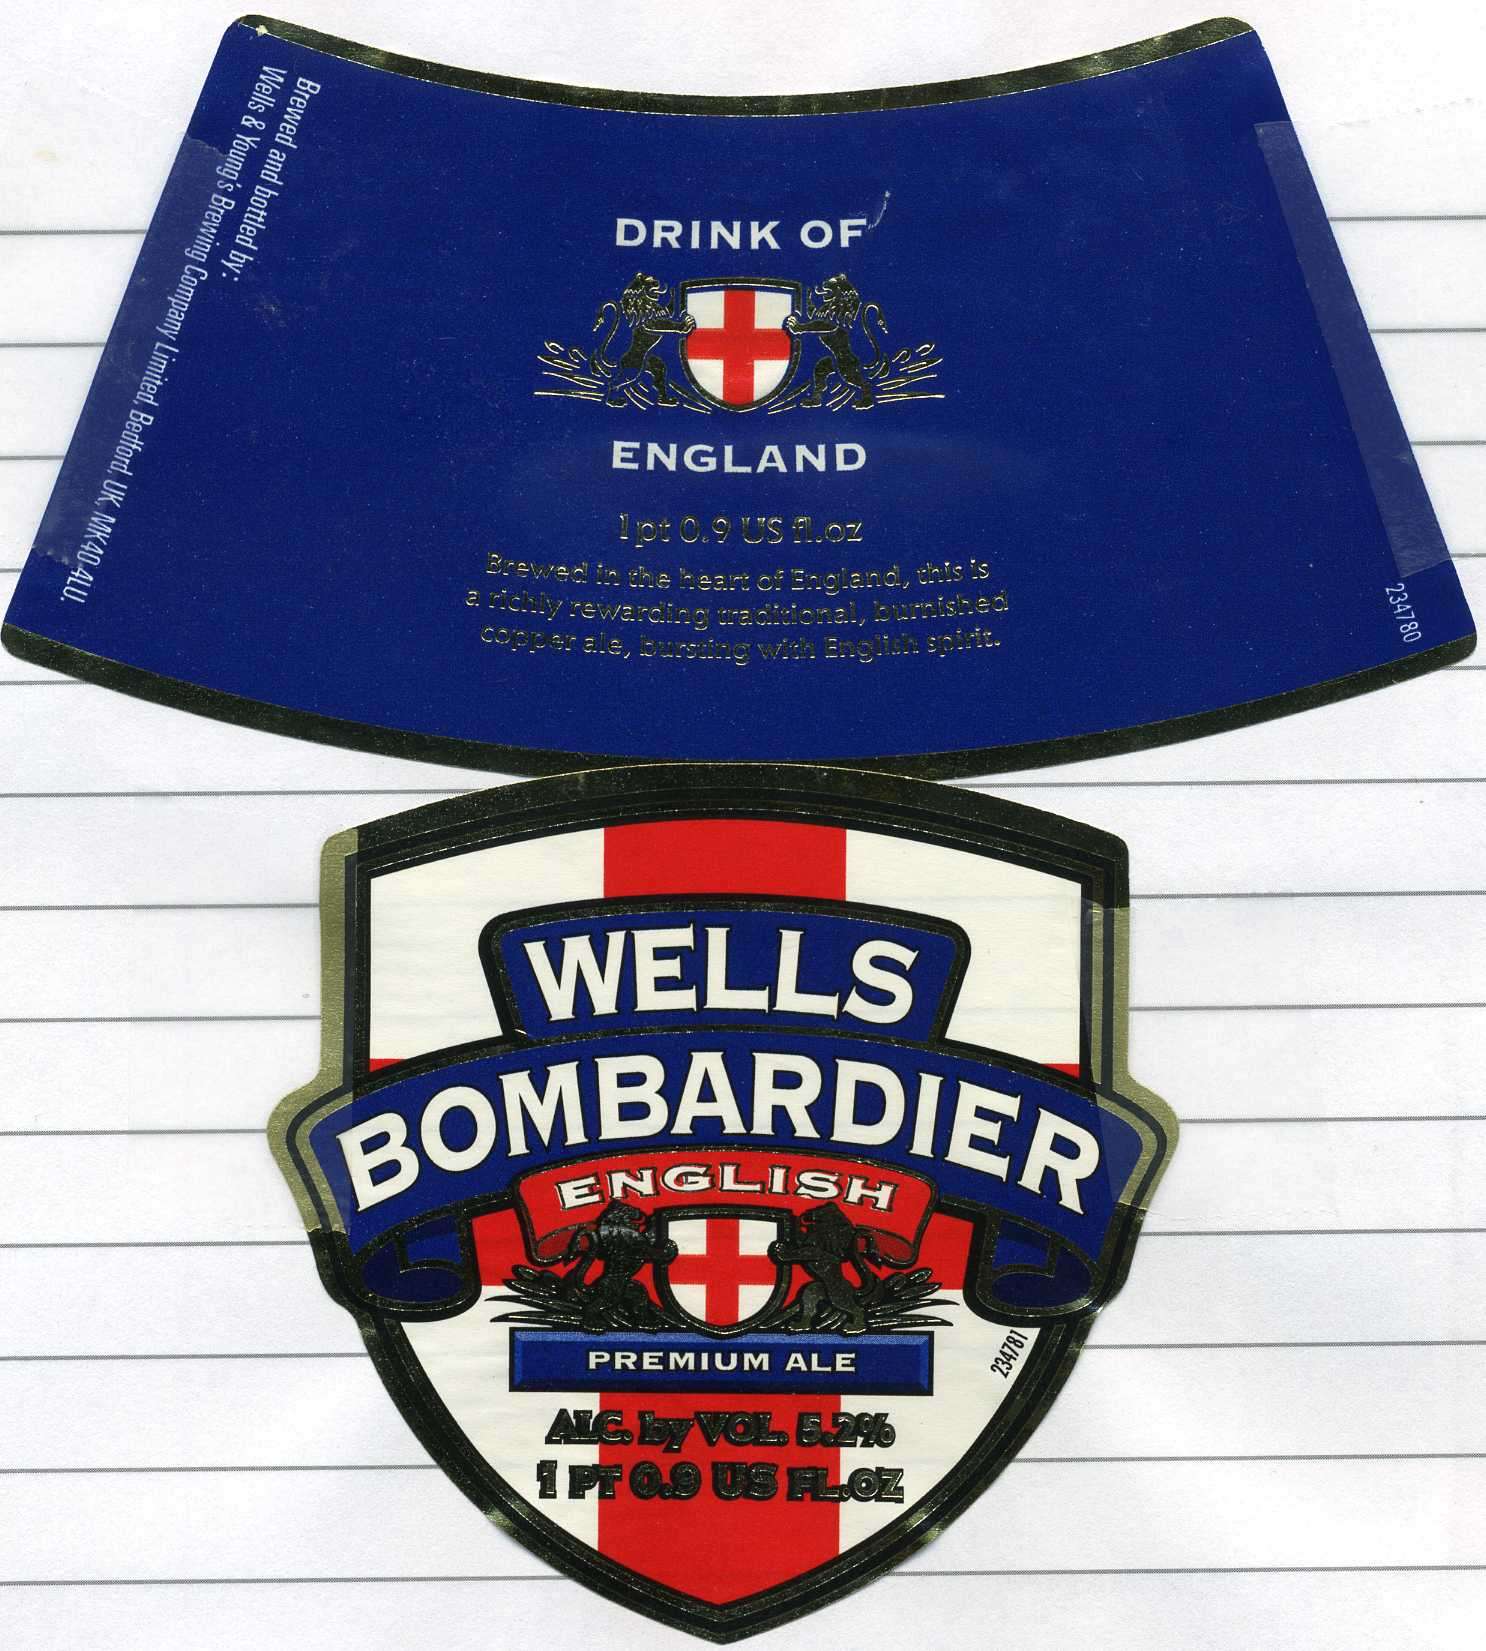 Brewed and bottled by:
Wells & Young's Brewing Company Limited, Bedford, UK, MK40 4LU.
DRINK OF
ENGLAND
1pt 0.9 US fl.oz
Brewed in the heart of England, this is
a richly rewarding traditional, burnished
copper ale, bursting with English spirit.
234780
WELLS
BOMBARDIER
ENGLISH
PREMIUM ALE
234781
ALC. by VOL. 5.2%
1 PT 0.9 US FL.OZ